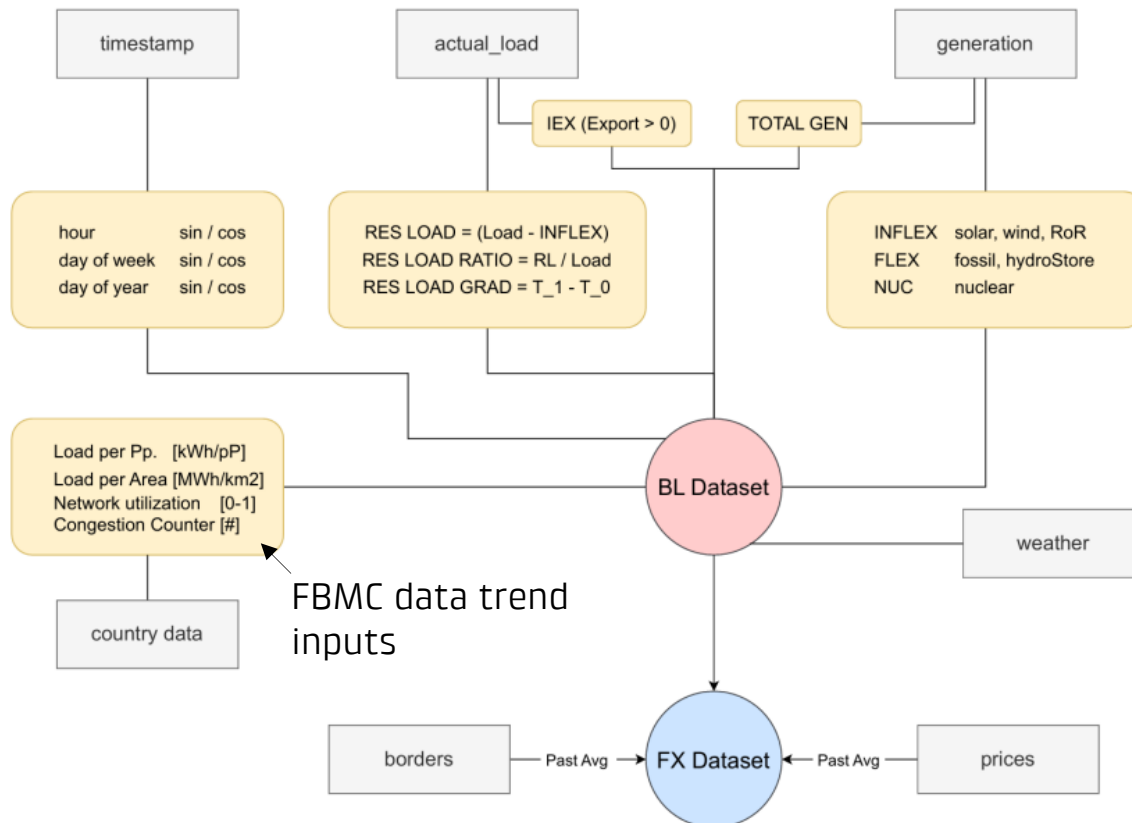 timestamp
actual_load
generation
IEX (Export > 0)
TOTAL GEN
hour sin / cos
day of week sin / cos
day of year sin / cos
RES LOAD = (Load - INFLEX)
RES LOAD RATIO = RL / Load
RES LOAD GRAD = T_1 - T_0
INFLEX solar, wind, RoR
FLEX fossil, hydroStore
NUC nuclear
Load per Pp. [kWh/pP]
Load per Area [MWh/km2]
Network utilization [0-1]
Congestion Counter [#]
BL Dataset
weather
FBMC data trend
inputs
country data
borders
Past Avg
FX Dataset
Past Avg
prices